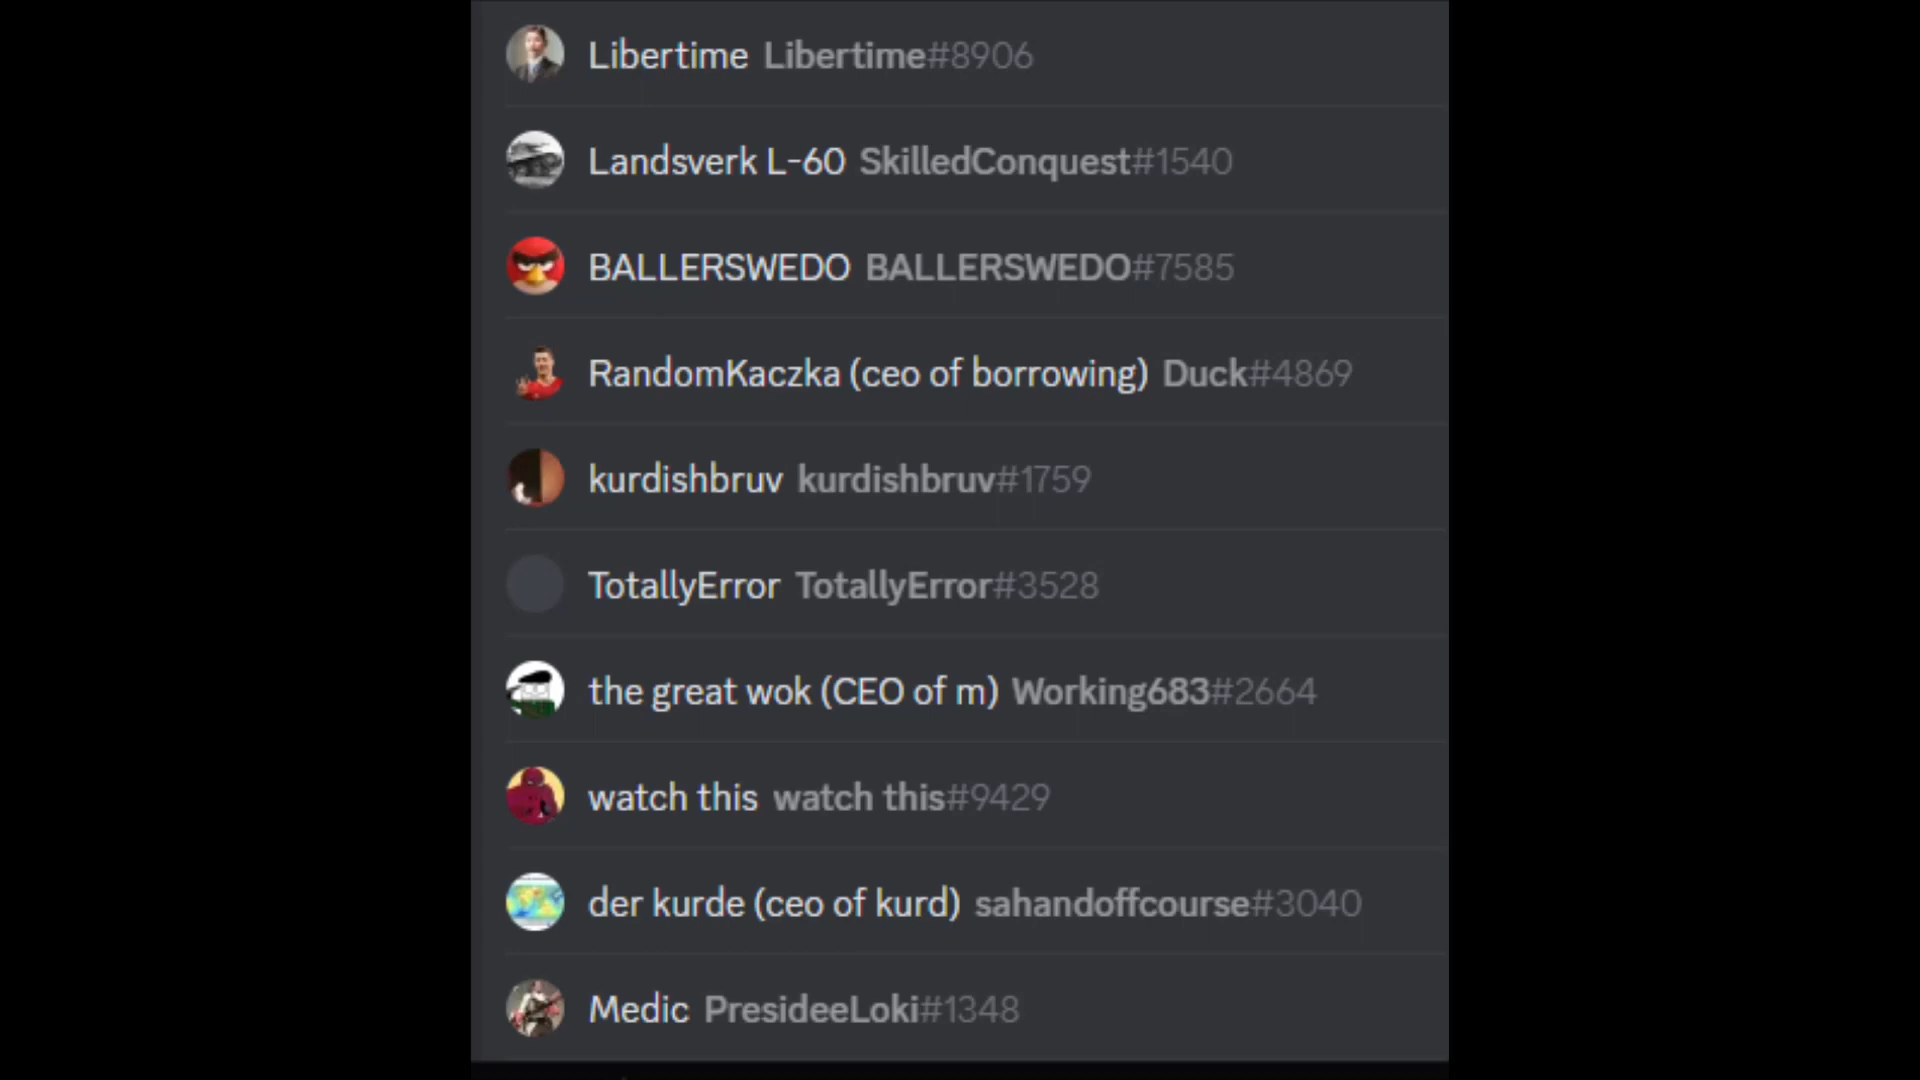 Libertime Libertime#8906
Landsverk L-60 SkilledConquest#1540
BALLERSWEDO BALLERSWEDO#7585
RandomKaczka (ceo of borrowing) Duck#4869
kurdishbruv kurdishbruv#1759
TotallyError TotallyError#3528
the great wok (CEO of m) Working683#2664
watch this watch this#9429
der kurde (ceo of kurd) sahandoffcourse#3040
Medic PresideeLoki#1348